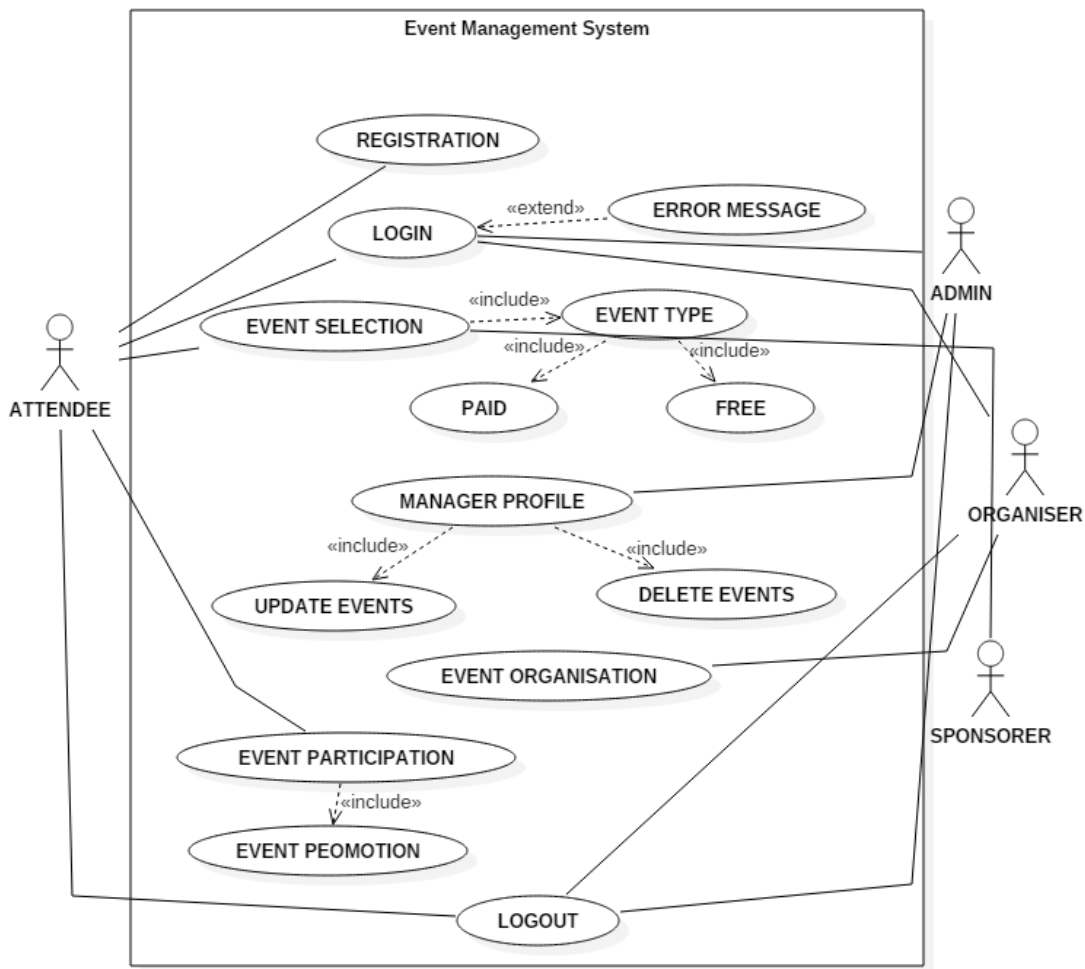 Event Management System
REGISTRATION
«extend»
ERROR MESSAGE
LOGIN
ADMIN
«include»
EVENT TYPE
EVENT SELECTION
«include»
«include»
ATTENDEE
PAID
FREE
MANAGER PROFILE
ORGANISER
«include»
«include»
UPDATE EVENTS
DELETE EVENTS
EVENT ORGANISATION
SPONSORER
EVENT PARTICIPATION
«include»
EVENT PEOMOTION
LOGOUT